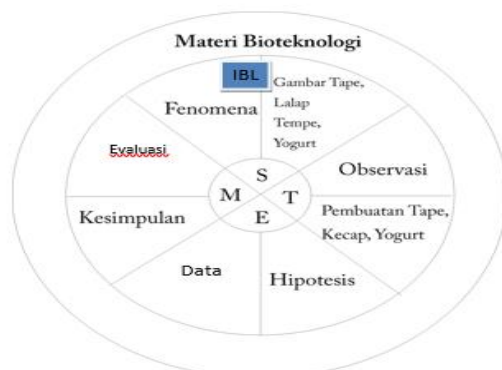 Materi Bioteknologi
IBL
Fenomena
Gambar Tape,
Lalap
Tempe,
Yogurt
Evaluasi
Observasi
S
M
T
E
Kesimpulan
Pembuatan Tape,
Kecap, Yogurt
Data
Hipotesis